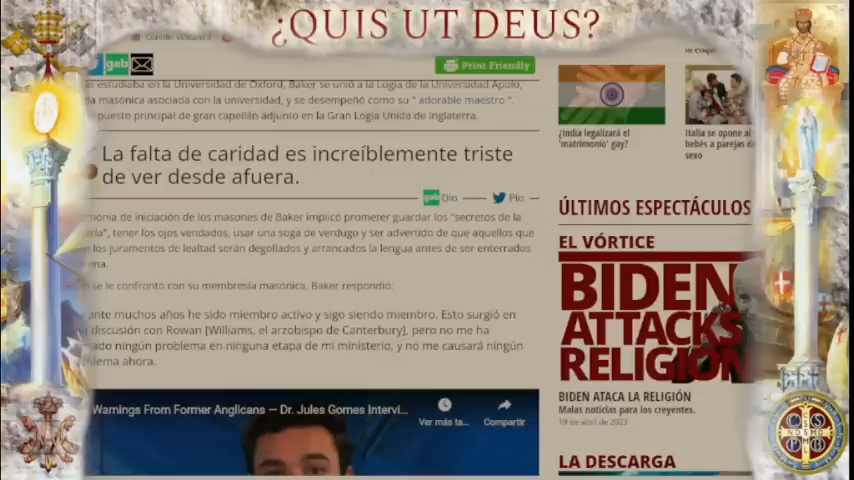 ¿QUIS UT DEUS?
gab
Print Friendly
estudiaba en la Universidad de Oxford, Baker se unió a la Logia de la Universidad Apolo,
la masónica asociada con la universidad, y se desempeñó como su " adorable maestro ".
puesto principal de gran capellán adjunto en la Gran Logia Unida de Inglaterra.
La falta de caridad es increíblemente triste
de ver desde afuera.
gab Dio
Pío
de iniciación de los masones de Baker implicó prometer guardar los "secretos de la
tener los ojos vendados, usar una soga de verdugo y ser advertido de que aquellos que
los juramentos de lealtad serán degollados y arrancados la lengua antes de ser enterrados
se le confrontó con su membresía masónica, Baker respondió:
muchos años he sido miembro activo y sigo siendo miembro. Esto surgió en
discusión con Rowan [Williams, el arzobispo de Canterbury], pero no me ha
ningún problema en ninguna etapa de mi ministerio, y no me causará ningún
ahora.
Warnings From Former Anglicans — Dr. Jules Gomes Intervi...
Ver más ta...
Compartir
¿India legalizará el
'matrimonio' gay?
Italia se opone al
bebés a parejas d
sexo
ÚLTIMOS ESPECTÁCULOS
EL VÓRTICE
BIDEN
ATTACKS
RELIGION
BIDEN ATACA LA RELIGIÓN
Malas noticias para los creyentes.
19 de abril de 2023
LA DESCARGA